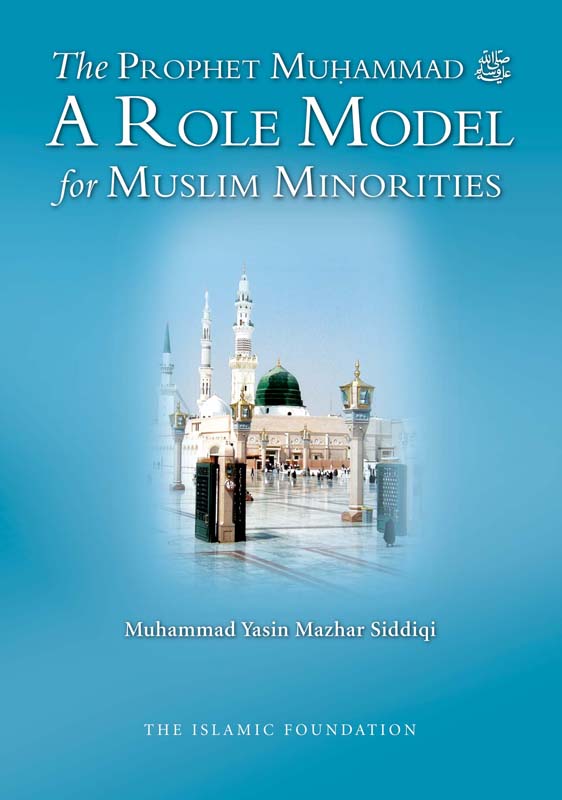 The PROPHET MUḤAMMAD ﷺ
A ROLE MODEL
for MUSLIM MINORITIES
Muhammad Yasin Mazhar Siddiqi
THE ISLAMIC FOUNDATION